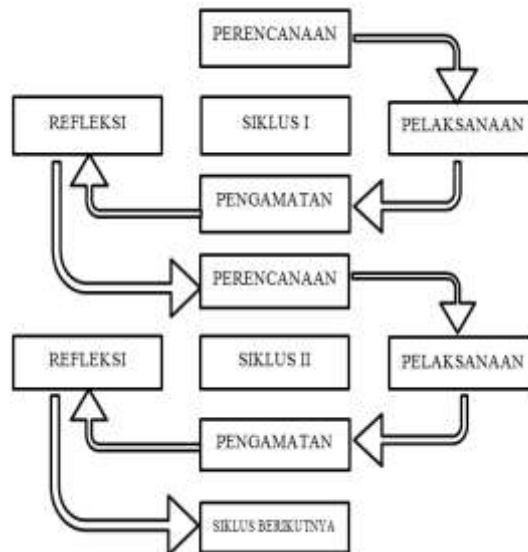 PERENCANAAN
REFLEKSI
SIKLUS I
PELAKSANAAN
PENGAMATAN
PERENCANAAN
REFLEKSI
SIKLUS II
PELAKSANAAN
PENGAMATAN
SIKLUS BERIKUTNYA